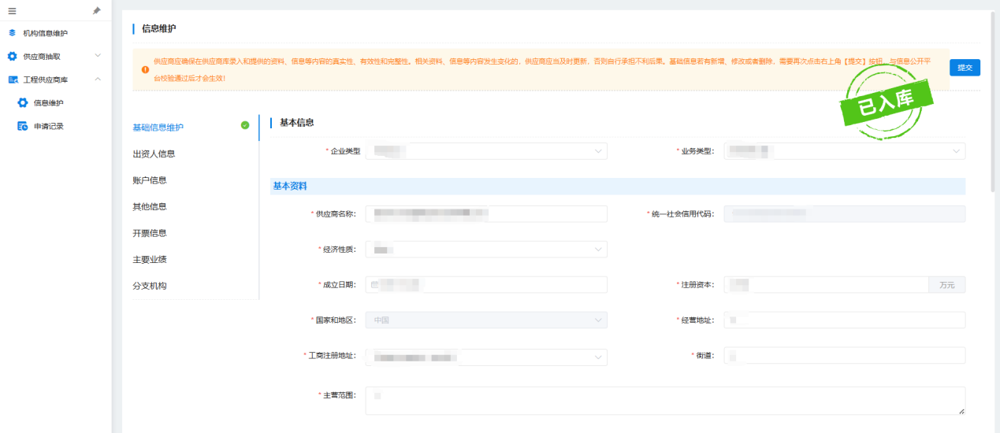 机构信息维护
供应商抽取
工程供应商库
信息维护
申请记录
信息维护
供应商应确保在供应商库录入和提供的资料、信息等内容的真实性、有效性和完整性。相关资料、信息等内容发生变化的，供应商应当及时更新，否则自行承担不利后果。基础信息若有新增、修改或者删除，需要再次点击右上角【提交】按钮，与信息公开平
台校验通过后才会生效！
提交
已入库
基础信息维护
出资人信息
账户信息
其他信息
开票信息
主要业绩
分支机构
基本信息
* 企业类型
* 业务类型：
基本资料
* 供应商名称：
* 统一社会信用代码：
* 经济性质：
* 成立日期：
* 注册资本：
万元
* 国家和地区：
中国
* 经营地址：
* 工商注册地址：
* 街道：
* 主营范围：